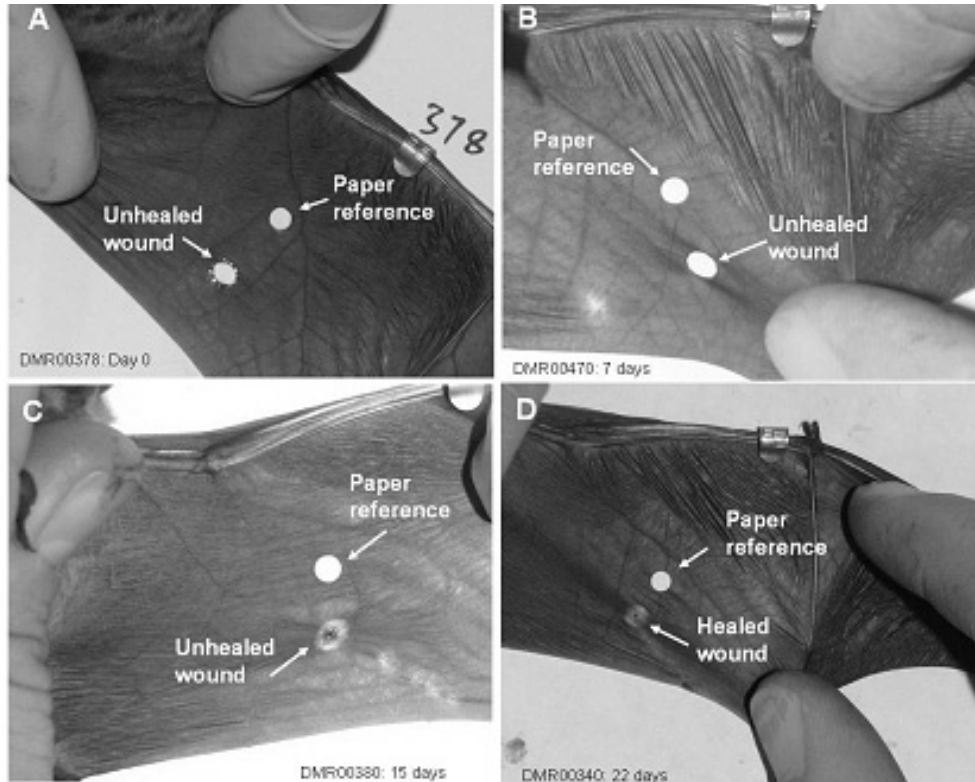 A
378
Paper
reference
Unhealed
wound
DMR00378: Day 0
B
Paper
reference
Unhealed
wound
DMR00470: 7 days
C
Paper
reference
Unhealed
wound
DMR00380: 15 days
D
Paper
reference
Healed
wound
DMR00340: 22 days